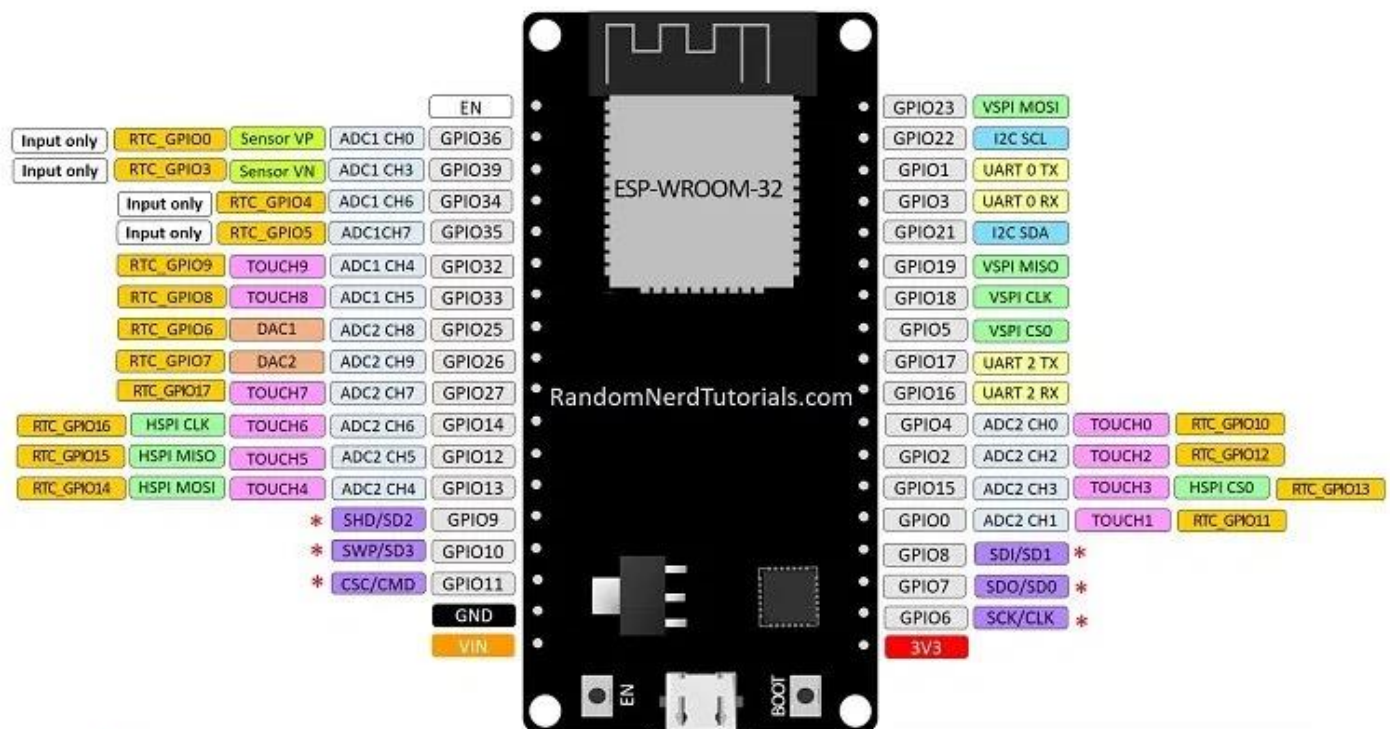 EN GPIO23 VSPI MOSI
Input only RTC_GPIO0 Sensor VP ADC1 CH0 GPIO36 GPIO22 I2C SCL
Input only RTC_GPIO3 Sensor VN ADC1 CH3 GPIO39 GPIO1 UART 0 TX
Input only RTC_GPIO4 ADC1 CH6 GPIO34 ESP-WROOM-32 GPIO3 UART 0 RX
Input only RTC_GPIO5 ADC1CH7 GPIO35 GPIO21 I2C SDA
RTC_GPIO9 TOUCH9 ADC1 CH4 GPIO32 GPIO19 VSPI MISO
RTC_GPIO8 TOUCH8 ADC1 CH5 GPIO33 GPIO18 VSPI CLK
RTC_GPIO6 DAC1 ADC2 CH8 GPIO25 GPIO5 VSPI CS0
RTC_GPIO7 DAC2 ADC2 CH9 GPIO26 GPIO17 UART 2 TX
RTC_GPIO17 TOUCH7 ADC2 CH7 GPIO27 RandomNerdTutorials.com GPIO16 UART 2 RX
RTC_GPIO16 HSPI CLK TOUCH6 ADC2 CH6 GPIO14 GPIO4 ADC2 CH0 TOUCH0 RTC_GPIO10
RTC_GPIO15 HSPI MISO TOUCH5 ADC2 CH5 GPIO12 GPIO2 ADC2 CH2 TOUCH2 RTC_GPIO12
RTC_GPIO14 HSPI MOSI TOUCH4 ADC2 CH4 GPIO13 GPIO15 ADC2 CH3 TOUCH3 HSPI CS0 RTC_GPIO13
* SHD/SD2 GPIO9 GPIO0 ADC2 CH1 TOUCH1 RTC_GPIO11
* SWP/SD3 GPIO10 GPIO8 SDI/SD1 *
* CSC/CMD GPIO11 GPIO7 SDO/SD0 *
GND GPIO6 SCK/CLK *
VIN 3V3
EN BOOT